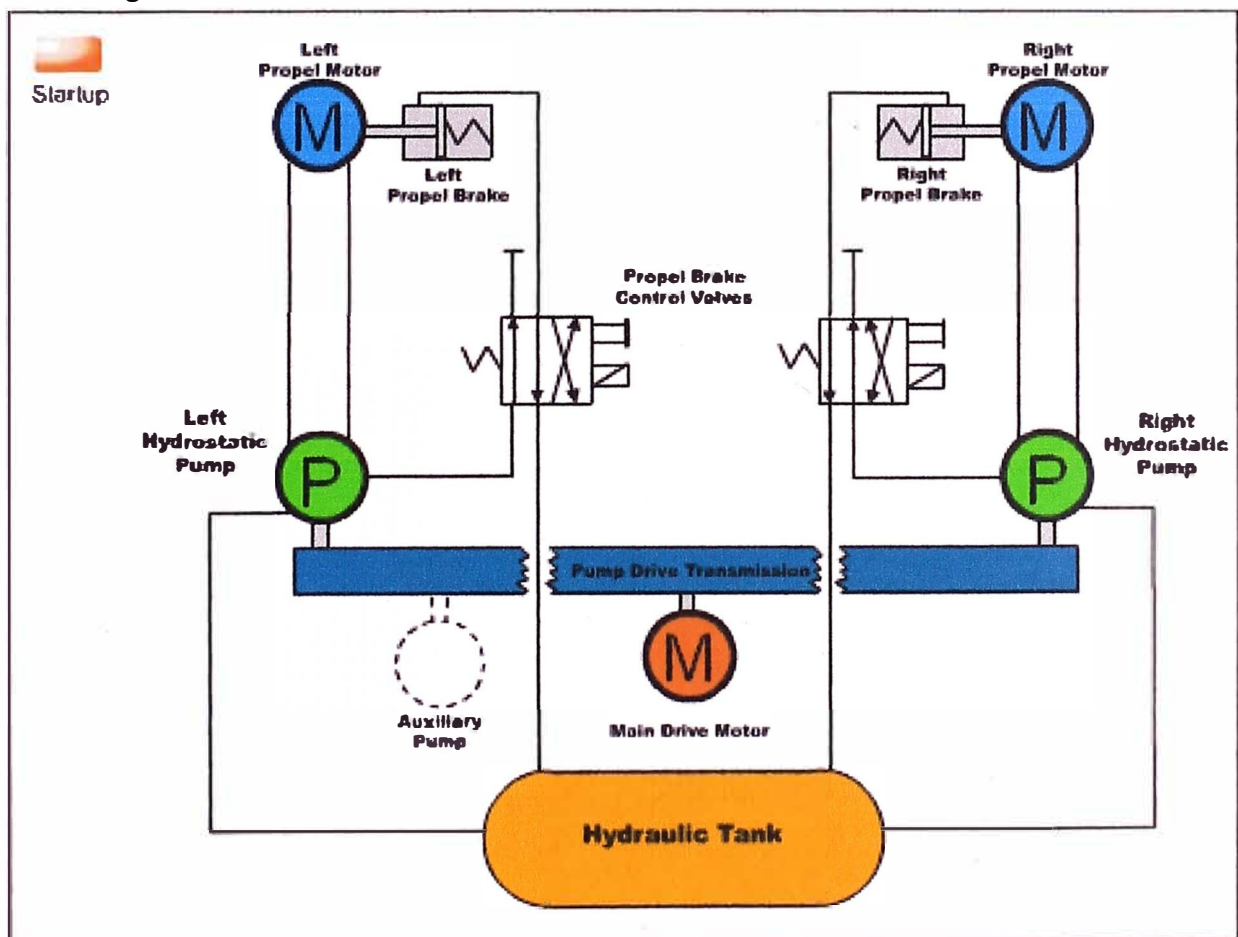 Startup
Left
Propel Motor
M
Left
Propel Brake
Right
Propel Motor
M
Right
Propel Brake
Propel Brake
Control Valves
Left
Hydrostatic
Pump
P
Right
Hydrostatic
Pump
P
Pump Drive Transmission
M
Auxiliary
Pump
Main Drive Motor
Hydraulic Tank